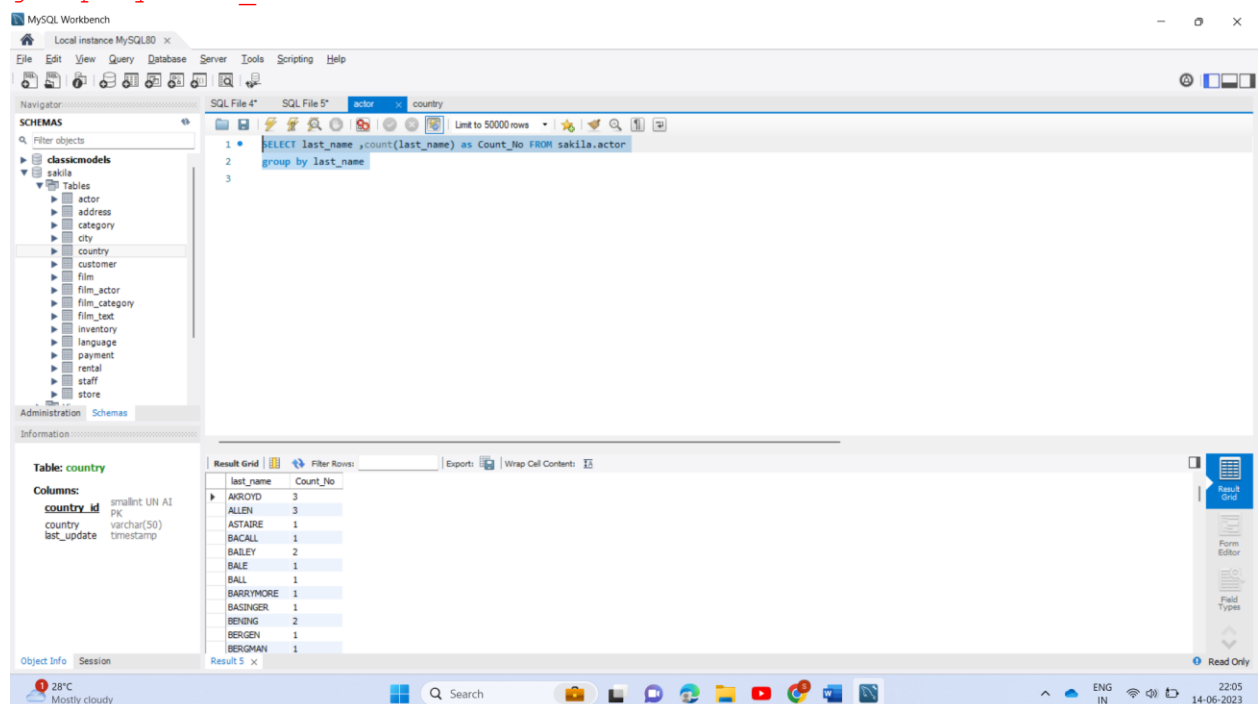 MySQL Workbench
Local instance MySQL80 ×
File Edit View Query Database Server Tools Scripting Help
Navigator
SQL File 4* SQL File 5* actor × country
SCHEMAS
Filter objects
Limit to 50000 rows
classicmodels
sakila
Tables
actor
address
category
city
country
customer
film
film_actor
film_category
film_text
inventory
language
payment
rental
staff
store
1 SELECT last_name ,count(last_name) as Count_No FROM sakila.actor
2 group by last_name
3
Administration Schemas
Information
Table: country
Columns:
country_id smallint UN AI PK
country varchar(50)
last_update timestamp
Result Grid Filter Rows: Export: Wrap Cell Content:
last_name Count_No
AKROYD 3
ALLEN 3
ASTAIRE 1
BACALL 1
BAILEY 2
BALE 1
BALL 1
BARRYMORE 1
BASINGER 1
BENING 2
BERGEN 1
BERGMAN 1
Result
Grid
Form
Editor
Field
Types
Object Info Session
Result 5 ×
Read Only
1
28°C
Mostly cloudy
Search
ENG
IN
22:05
14-06-2023